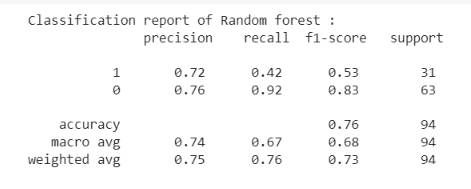 Classification report of Random forest :
precision recall f1-score support
1 0.72 0.42 0.53 31
0 0.76 0.92 0.83 63
accuracy 0.76 94
macro avg 0.74 0.67 0.68 94
weighted avg 0.75 0.76 0.73 94